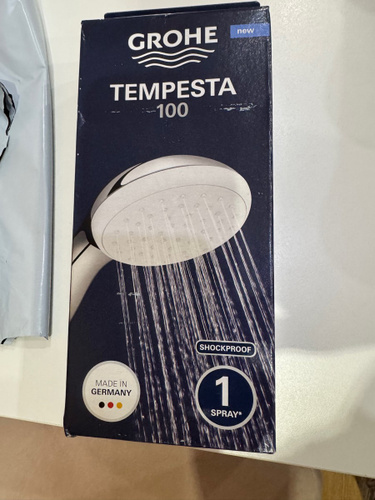 GROHE
new
TEMPESTA
100
SHOCKPROOF
MADE IN
GERMANY
1
SPRAY*